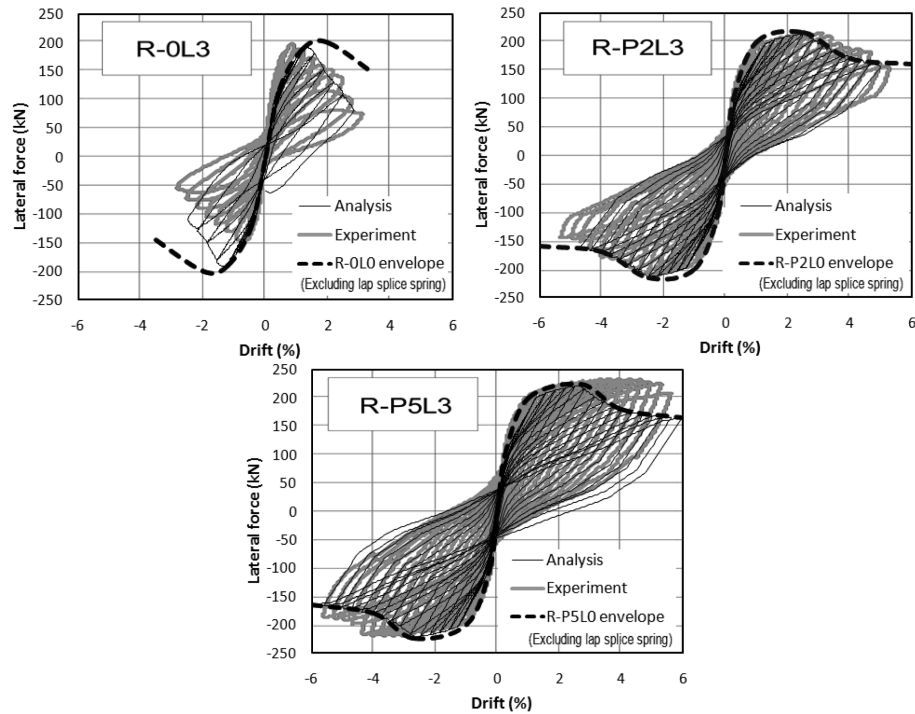 R-0L3
Lateral force (kN)
250
200
150
100
50
0
-50
-100
-150
200
250
Analysis
Experiment
R-0L0 envelope
(Excluding lap splice spring)
-6 -4 -2 0 2 4 6
Drift (%)
R-P2L3
Lateral force (kN)
250
200
150
100
50
0
-50
-100
-150
200
250
Analysis
Experiment
R-P2L0 envelope
(Excluding lap splice spring)
-6 -4 -2 0 2 4 6
Drift (%)
R-P5L3
Lateral force (kN)
250
200
150
100
50
0
-50
-100
-150
-200
250
Analysis
Experiment
R-P5L0 envelope
(Excluding lap splice spring)
-6 -4 -2 0 2 4 6
Drift (%)